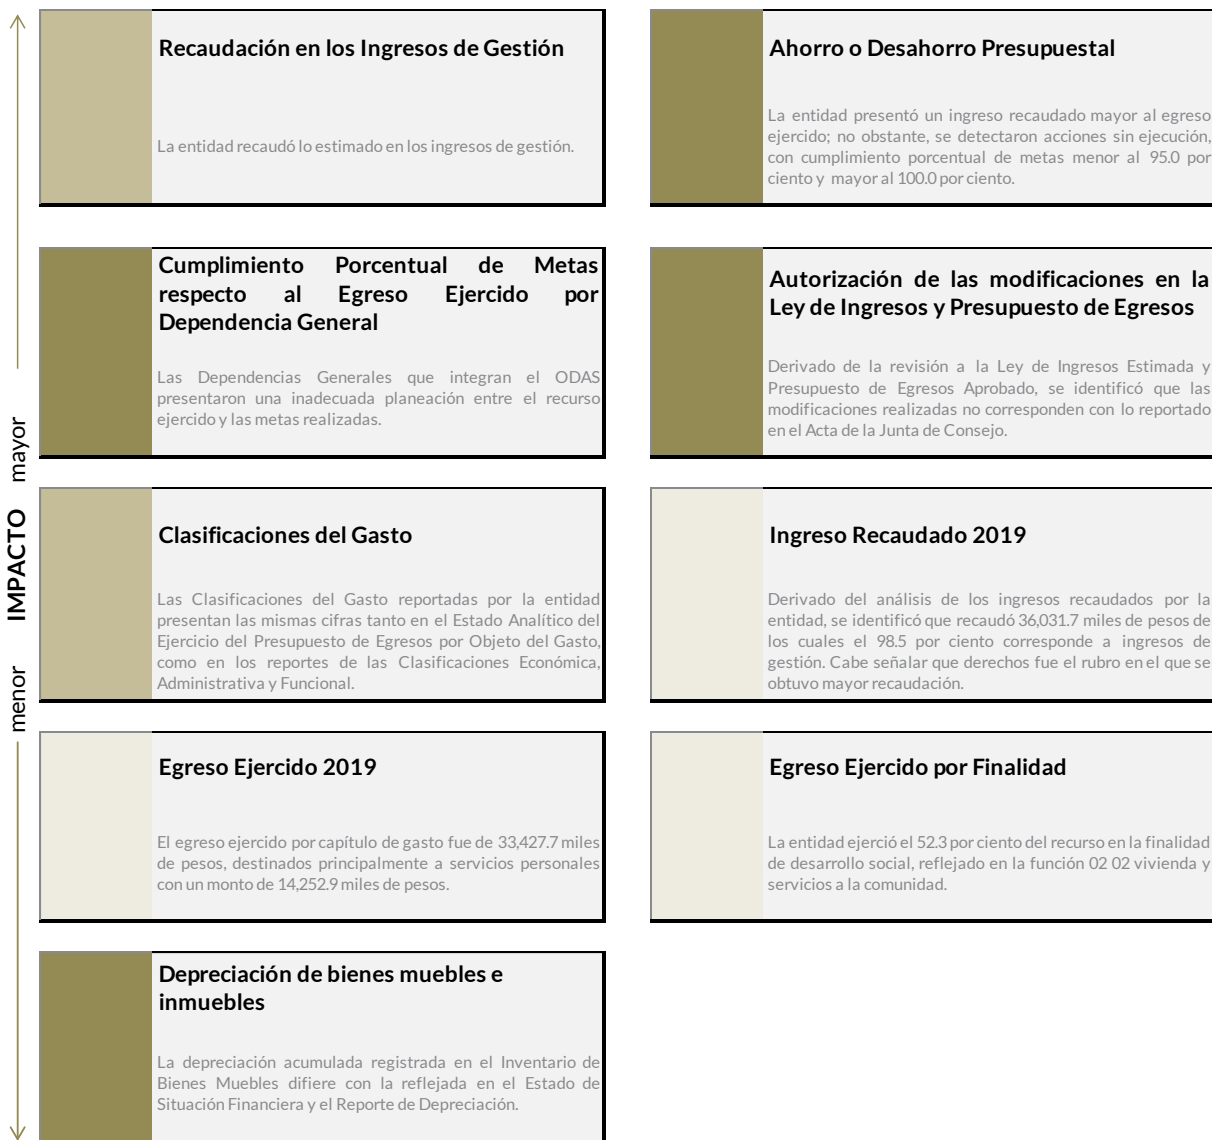 Recaudación en los Ingresos de Gestión
La entidad recaudó lo estimado en los ingresos de gestión.
Ahorro o Desahorro Presupuestal
La entidad presentó un ingreso recaudado mayor al egreso
ejercido; no obstante, se detectaron acciones sin ejecución,
con cumplimiento porcentual de metas menor al 95.0 por
ciento y mayor al 100.0 por ciento.
Cumplimiento Porcentual de Metas
respecto al Egreso Ejercido por
Dependencia General
Las Dependencias Generales que integran el ODAS
presentaron una inadecuada planeación entre el recurso
ejercido y las metas realizadas.
Autorización de las modificaciones en la
Ley de Ingresos y Presupuesto de Egresos
Derivado de la revisión a la Ley de Ingresos Estimada y
Presupuesto de Egresos Aprobado, se identificó que las
modificaciones realizadas no corresponden con lo reportado
en el Acta de la Junta de Consejo.
menor IMPACTO mayor
Clasificaciones del Gasto
Las Clasificaciones del Gasto reportadas por la entidad
presentan las mismas cifras tanto en el Estado Analítico del
Ejercicio del Presupuesto de Egresos por Objeto del Gasto,
como en los reportes de las Clasificaciones Económica,
Administrativa y Funcional.
Ingreso Recaudado 2019
Derivado del análisis de los ingresos recaudados por la
entidad, se identificó que recaudó 36,031.7 miles de pesos de
los cuales el 98.5 por ciento corresponde a ingresos de
gestión. Cabe señalar que derechos fue el rubro en el que se
obtuvo mayor recaudación.
Egreso Ejercido 2019
El egreso ejercido por capítulo de gasto fue de 33,427.7 miles
de pesos, destinados principalmente a servicios personales
con un monto de 14,252.9 miles de pesos.
Egreso Ejercido por Finalidad
La entidad ejerció el 52.3 por ciento del recurso en la finalidad
de desarrollo social, reflejado en la función 02 02 vivienda y
servicios a la comunidad.
Depreciación de bienes muebles e
inmuebles
La depreciación acumulada registrada en el Inventario de
Bienes Muebles difiere con la reflejada en el Estado de
Situación Financiera y el Reporte de Depreciación.